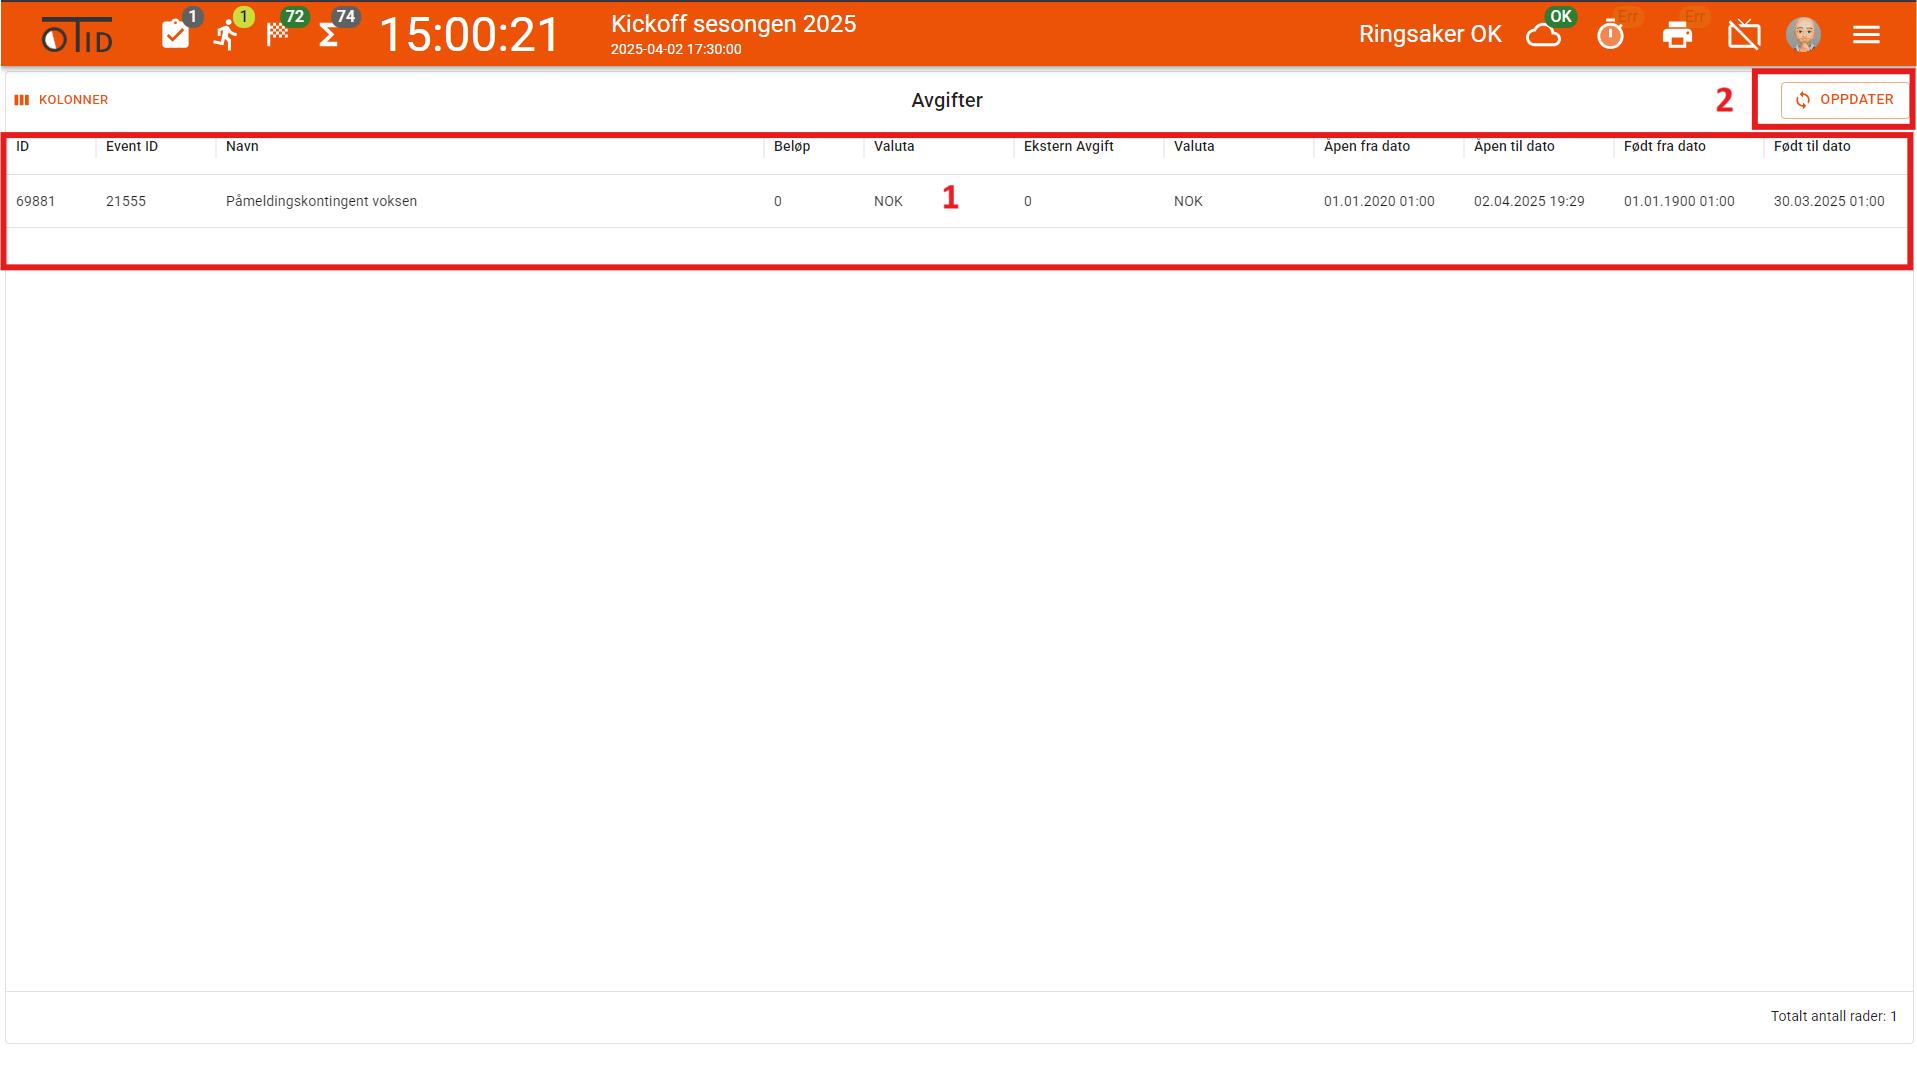 OTID
1
1
72
74
15:00:21
Kickoff sesongen 2025
2025-04-02 17:30:00
Ringsaker OK
OK
Err
Err
KOLONNER
Avgifter
2
OPPDATER
ID Event ID Navn Beløp Valuta Ekstern Avgift Valuta Åpen fra dato Åpen til dato Født fra dato Født til dato
69881 21555 Påmeldingskontingent voksen 0 NOK 1 0 NOK 01.01.2020 01:00 02.04.2025 19:29 01.01.1900 01:00 30.03.2025 01:00
Totalt antall rader: 1